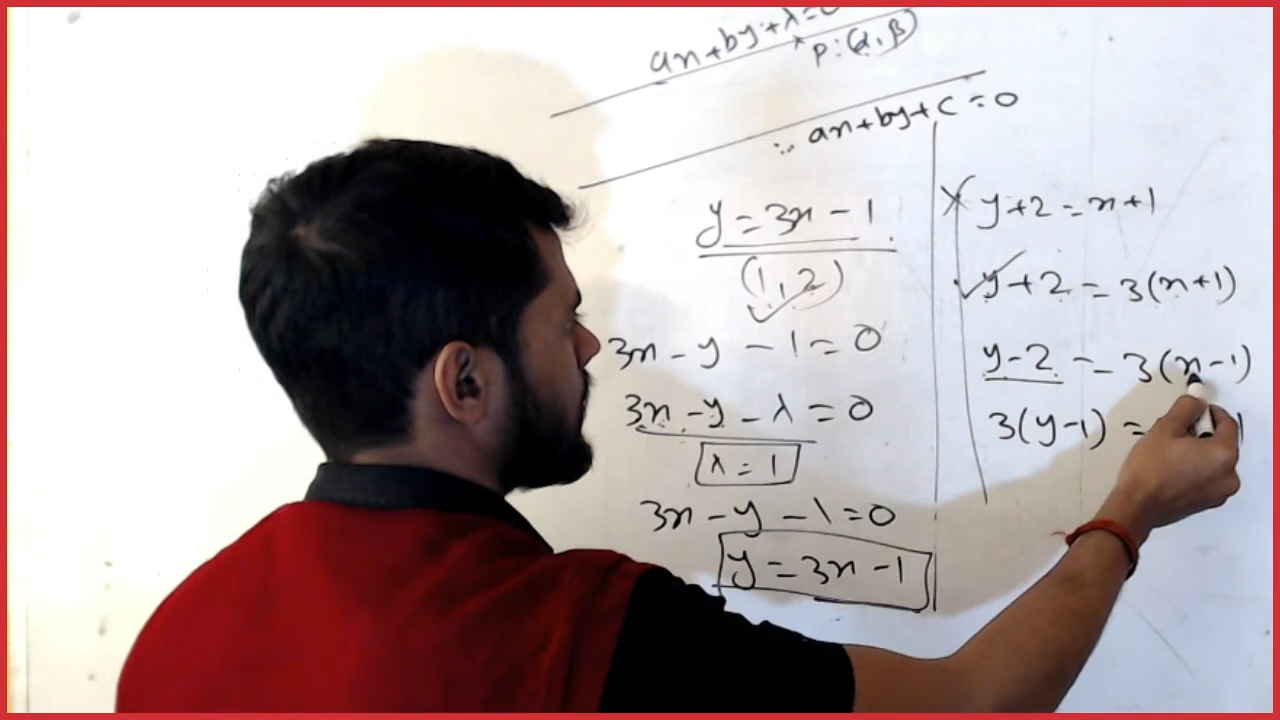 ax+by+λ=0
P:(α,β)
∴ ax+by+c=0
y=3x-1
(1,2)
3x-y-1=0
3x-y-λ=0
λ=1
3x-y-1=0
y=3x-1
y+2=x+1
y+2=3(x+1)
y-2=3(x-1)
3(y-1)=